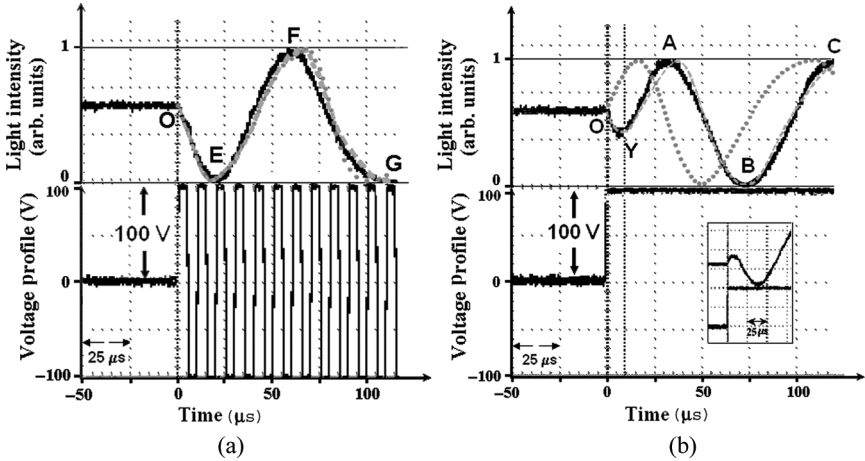 (a)
Light intensity
(arb. units)
1
0
O
E
F
G
Voltage profile (V)
100
0
–100
100 V
25 µs
-50
0
50
100
Time (µs)
(a)
(b)
Light intensity
(arb. units)
1
0
O
Y
A
B
C
Voltage profile (V)
100
0
–100
100 V
25 µs
25 µs
-50
0
50
100
Time (µs)
(b)